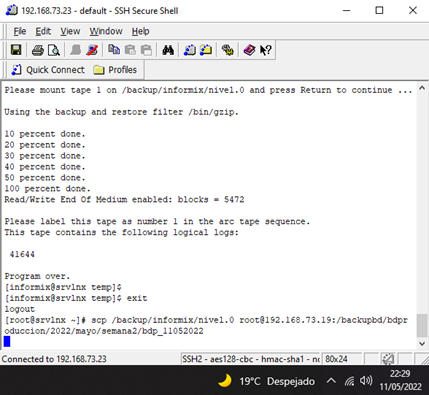 192.168.73.23 - default - SSH Secure Shell
File Edit View Window Help
Quick Connect Profiles
Please mount tape 1 on /backup/informix/nivel.0 and press Return to continue ...
Using the backup and restore filter /bin/gzip.
10 percent done.
20 percent done.
30 percent done.
40 percent done.
50 percent done.
100 percent done.
Read/Write End Of Medium enabled: blocks = 5472
Please label this tape as number 1 in the arc tape sequence.
This tape contains the following logical logs:
41644
Program over.
[informix@srvlnx temp]$
[informix@srvlnx temp]$ exit
logout
[root@srvlnx ~]# scp /backup/informix/nivel.0 root@192.168.73.19:/backupbd/bdpr
oduccion/2022/mayo/semana2/bdp_11052022
Connected to 192.168.73.23 SSH2 - aes128-cbc - hmac-sha1 - nc 80x24
19°C Despejado 22:29
11/05/2022